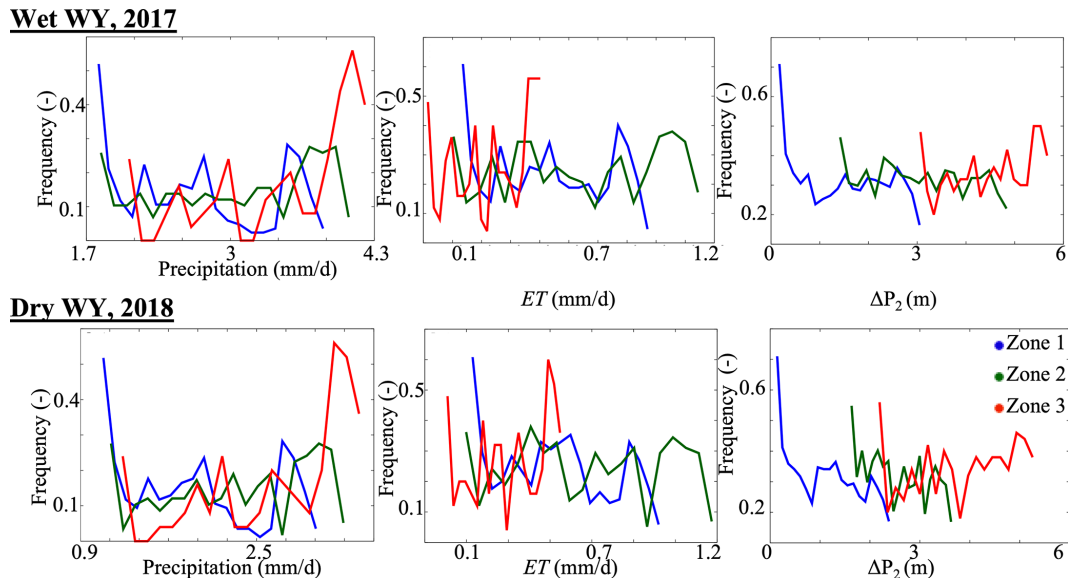 Wet WY, 2017
Frequency (-)
0.4
0.1
1.7
3
4.3
Precipitation (mm/d)
Frequency (-)
0.5
0.1
0.1
0.7
1.2
ET (mm/d)
Frequency (-)
0.6
0.2
0
3
6
ΔP₂ (m)
Dry WY, 2018
Frequency (-)
0.4
0.1
0.9
2.5
Precipitation (mm/d)
Frequency (-)
0.5
0.1
0.1
0.7
1.2
ET (mm/d)
Frequency (-)
0.6
0.2
0
3
6
ΔP₂ (m)
Zone 1
Zone 2
Zone 3